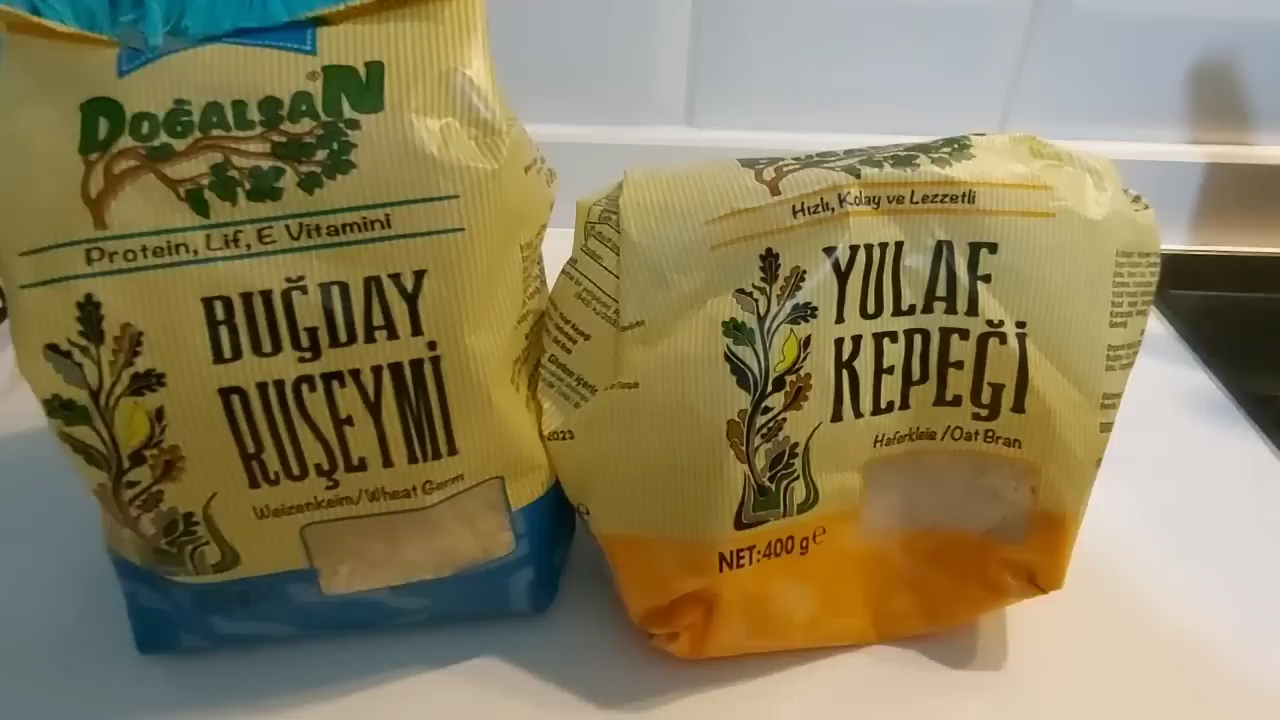 DOĞALSAN®
Protein, Lif, E Vitamini
BUĞDAY
RUŞEYMİ
Weizenkeim/Wheat Germ
Hızlı, Kolay ve Lezzetli
YULAF
KEPEĞİ
Haferkleie/Oat Bran
NET:400 g e
2023